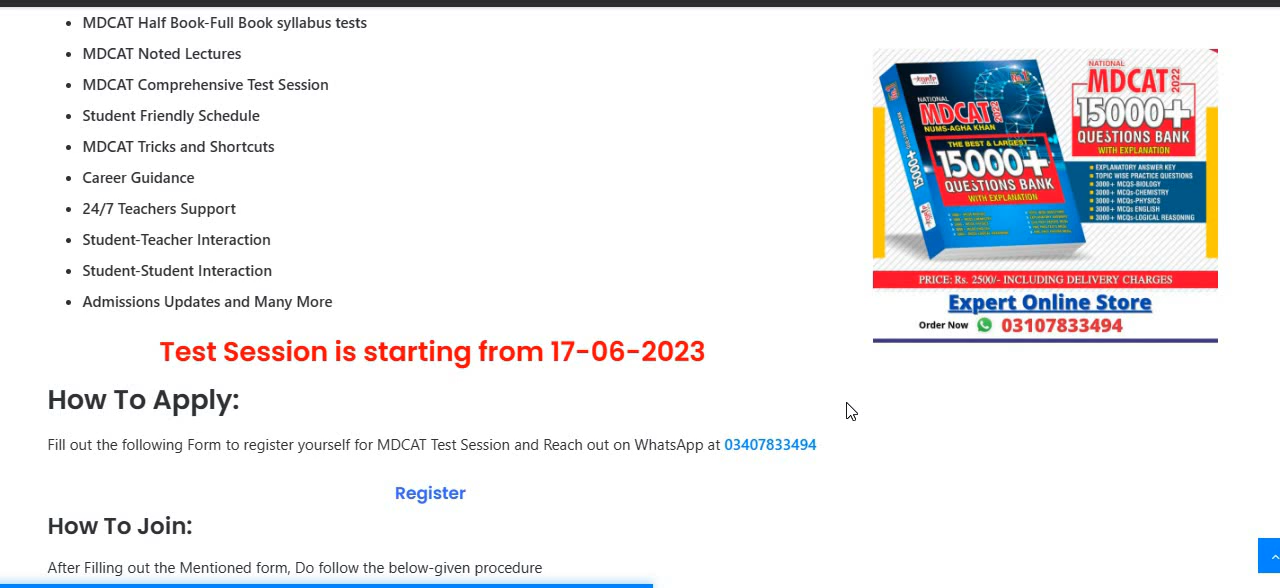 MDCAT Half Book-Full Book syllabus tests
MDCAT Noted Lectures
MDCAT Comprehensive Test Session
Student Friendly Schedule
MDCAT Tricks and Shortcuts
Career Guidance
24/7 Teachers Support
Student-Teacher Interaction
Student-Student Interaction
Admissions Updates and Many More
Test Session is starting from 17-06-2023
How To Apply:
Fill out the following Form to register yourself for MDCAT Test Session and Reach out on WhatsApp at 03407833494
Register
How To Join:
After Filling out the Mentioned form, Do follow the below-given procedure
NATIONAL
MDCAT 2022
NUMS-AGHA KHAN
THE BEST & LARGEST
15000+
QUESTIONS BANK
WITH EXPLANATION
15000+
NATIONAL
MDCAT 2022
15000+
QUESTIONS BANK
WITH EXPLANATION
EXPLANATORY ANSWER KEY
TOPIC WISE PRACTICE QUESTIONS
3000+ MCQS-BIOLOGY
3000+ MCQs-CHEMISTRY
3000+ MCQs-PHYSICS
3000+ MCQs ENGLISH
3000+ MCQs-LOGICAL REASONING
PRICE: Rs. 2500/- INCLUDING DELIVERY CHARGES
Expert Online Store
Order Now 03107833494